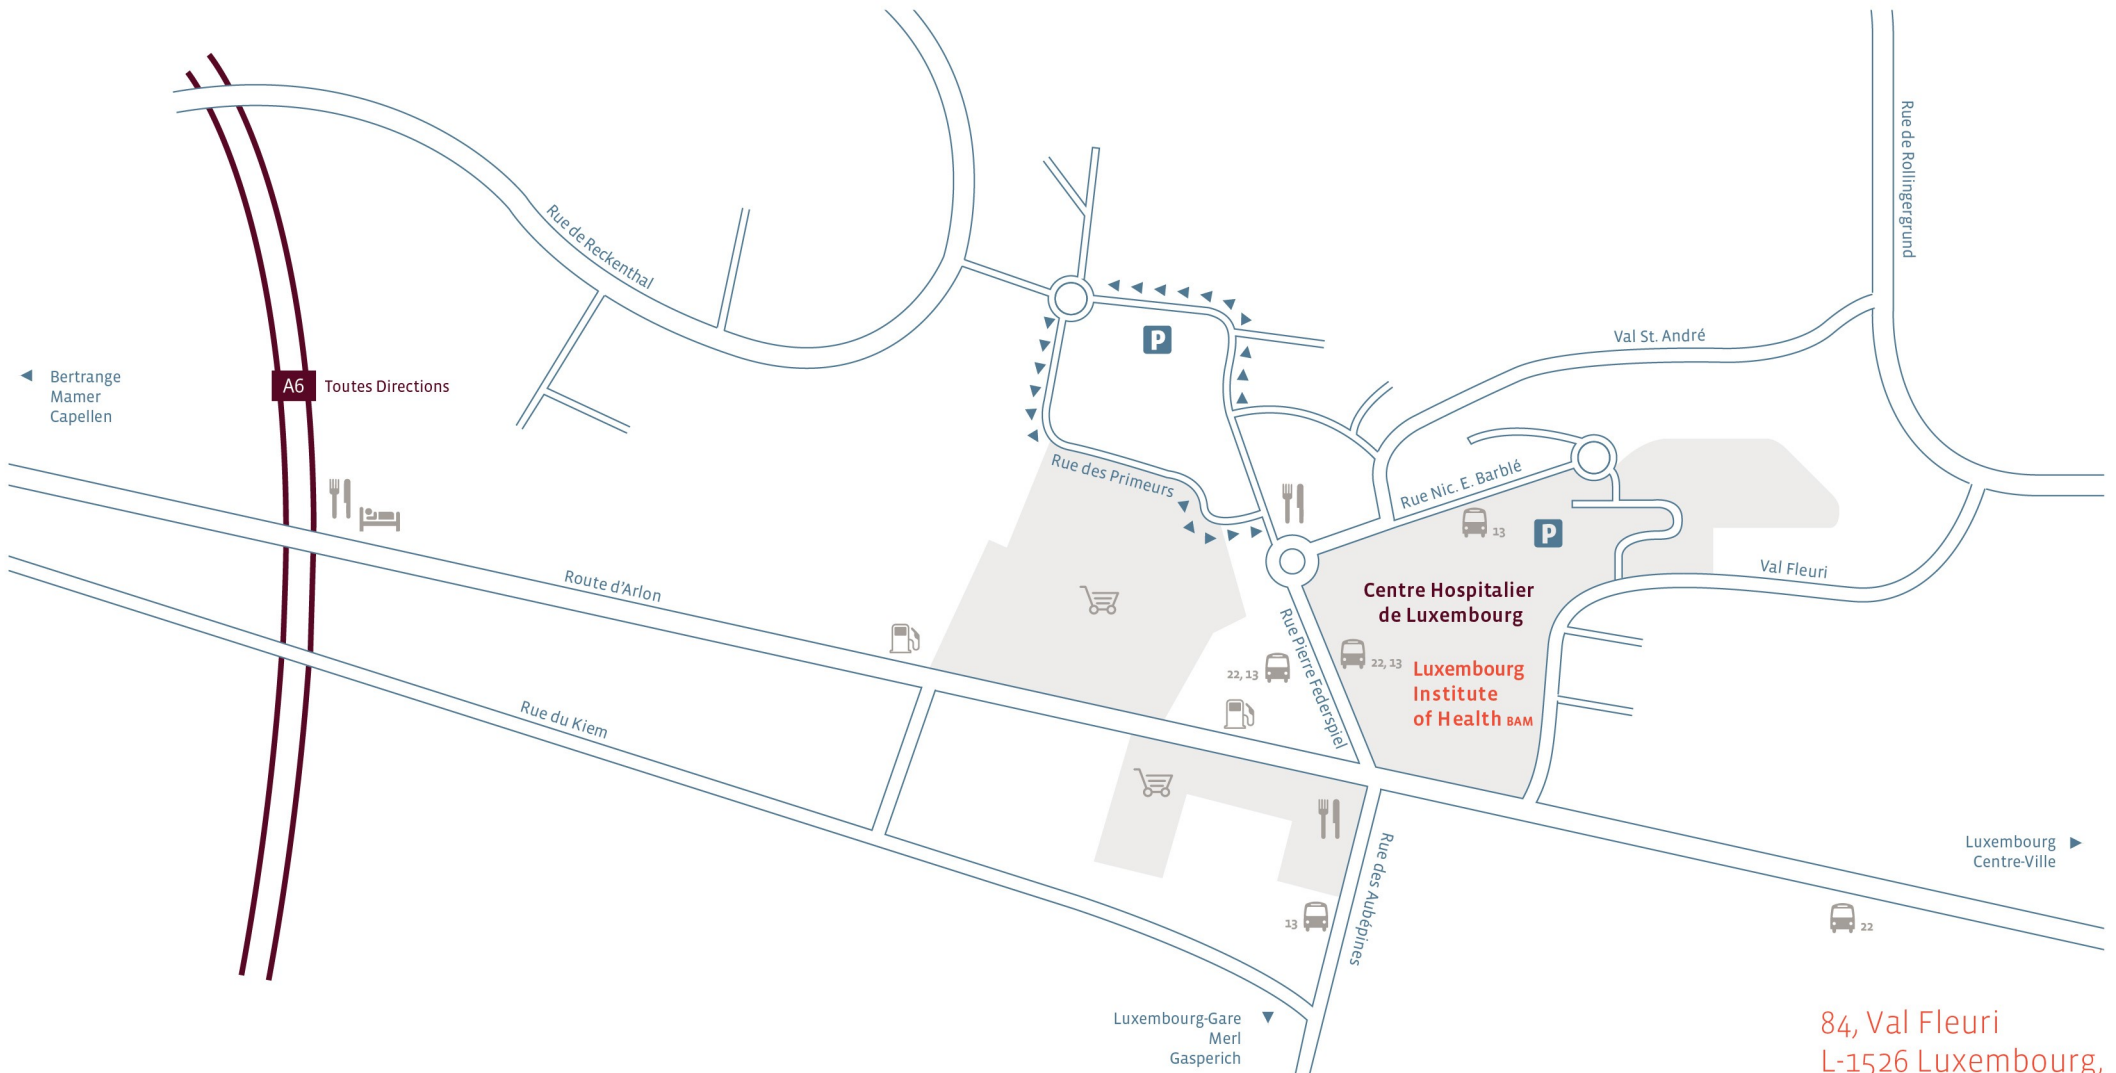 Rue de Rollingergrund
Rue de Reckenthal
P
Val St. André
Bertrange
Mamer
Capellen
A6 Toutes Directions
Rue des Primeurs
Rue Nic. E. Barblé
13
P
Route d'Arlon
Val Fleuri
Centre Hospitalier
de Luxembourg
Rue Pierre Federspiel
22, 13
22, 13
Luxembourg
Institute
of Health BAM
Rue du Kiem
Rue des Aubépines
Luxembourg
Centre-Ville
13
22
Luxembourg-Gare
Merl
Gasperich
84, Val Fleuri
L-1526 Luxembourg,